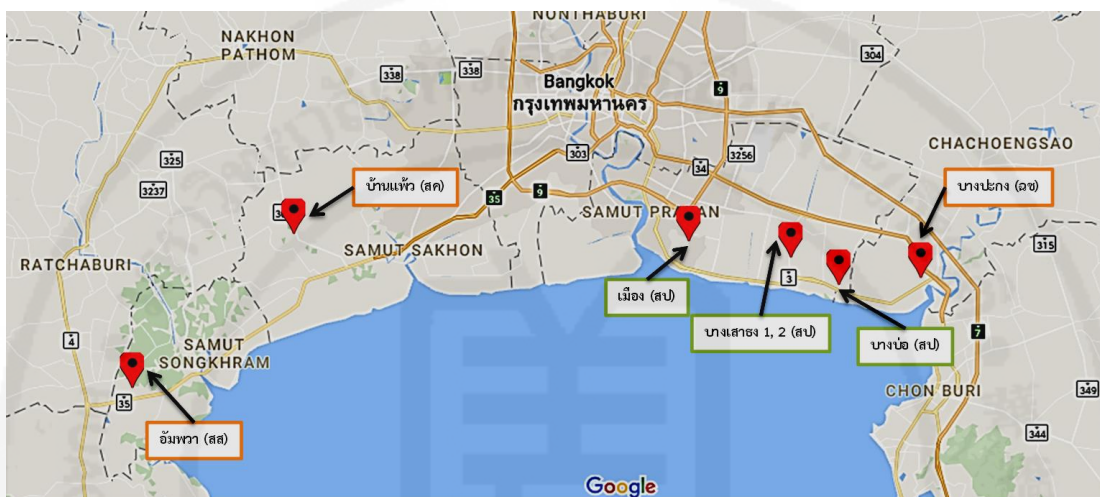 NONTHABURI
NAKHON
PATHOM
304
338
338
9
Bangkok
กรุงเทพมหานคร
CHACHOENGSAO
325
303
3256
34
3237
บ้านแพ้ว (สค)
บางปะกง (ฉช)
35
9
SAMUT PRAKAN
SAMUT SAKHON
315
RATCHABURI
3
เมือง (สป)
บางเสาธง 1, 2 (สป)
บางบ่อ (สป)
4
SAMUT
SONGKHRAM
7
CHON BURI
349
35
อัมพวา (สส)
344
Google